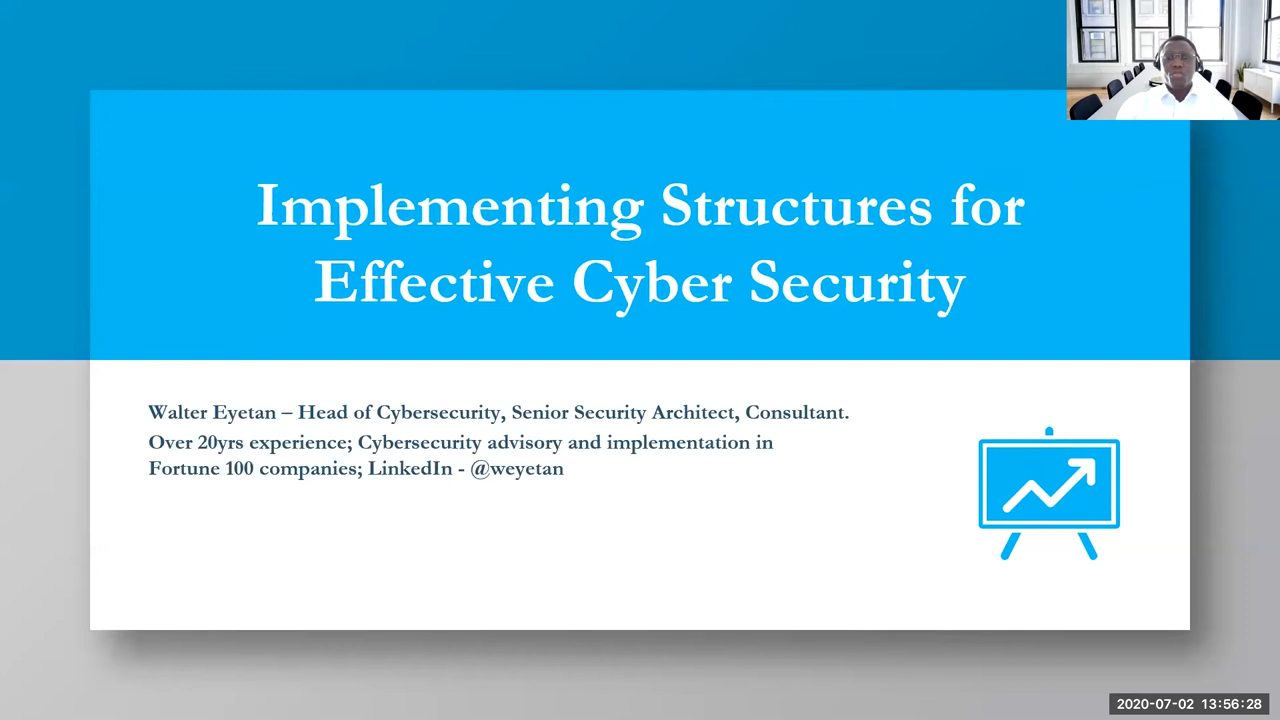 Implementing Structures for
Effective Cyber Security
Walter Eyetan – Head of Cybersecurity, Senior Security Architect, Consultant.
Over 20yrs experience; Cybersecurity advisory and implementation in
Fortune 100 companies; LinkedIn - @weyetan
2020-07-02 13:56:28